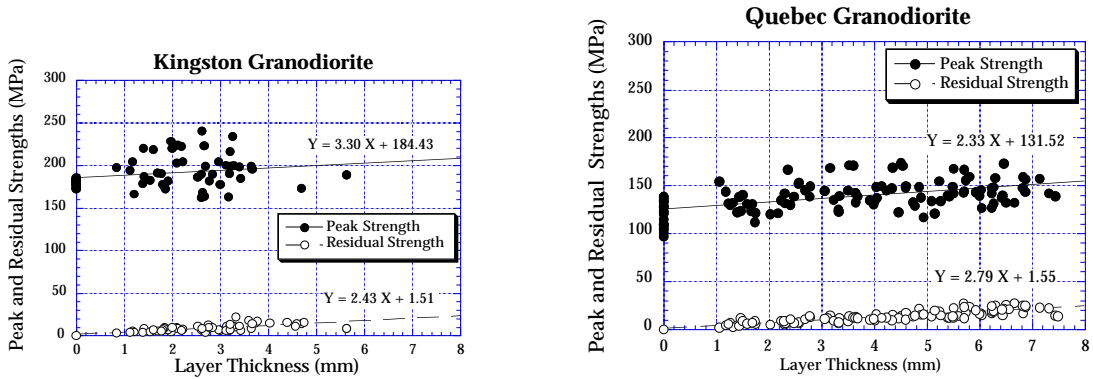 Kingston Granodiorite
Peak and Residual Strengths (MPa)
300
250
200
150
100
50
0
Y = 3.30 X + 184.43
Peak Strength
Residual Strength
Y = 2.43 X + 1.51
0 1 2 3 4 5 6 7 8
Layer Thickness (mm)
Quebec Granodiorite
Peak and Residual Strengths (MPa)
300
250
200
150
100
50
0
Peak Strength
Residual Strength
Y = 2.33 X + 131.52
Y = 2.79 X + 1.55
0 1 2 3 4 5 6 7 8
Layer Thickness (mm)